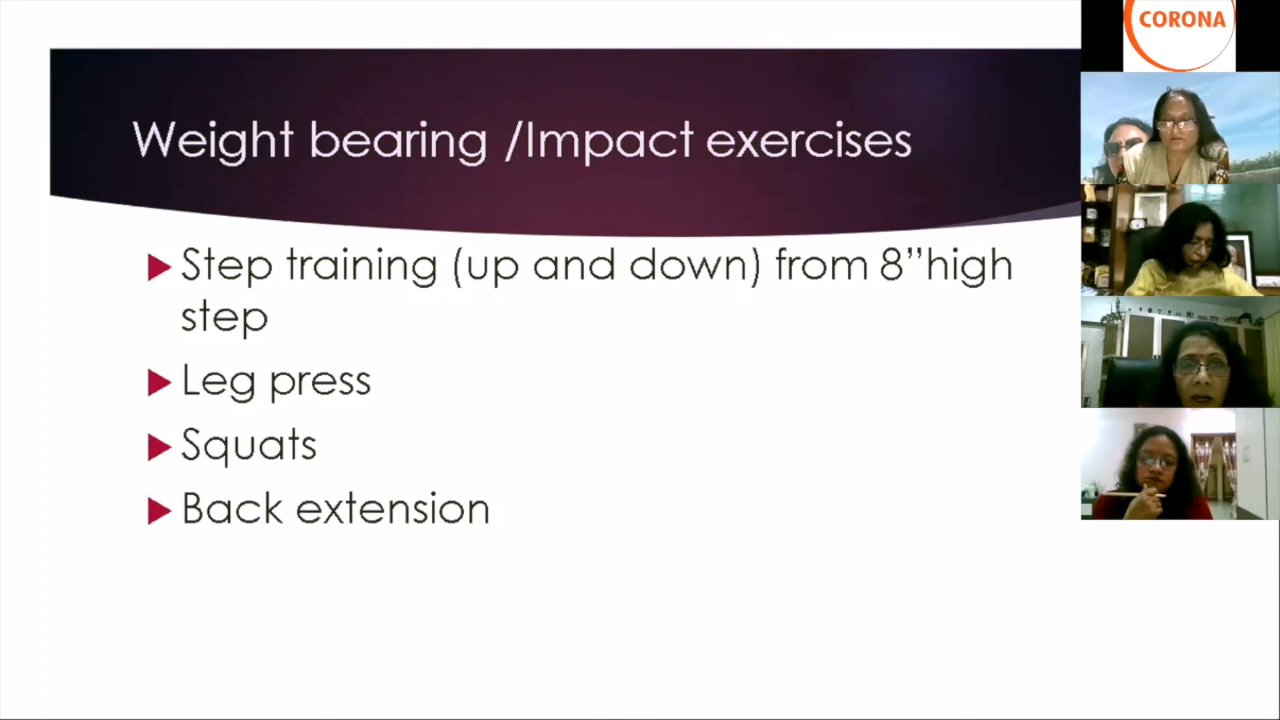 Weight bearing /Impact exercises
Step training (up and down) from 8”high
step
Leg press
Squats
Back extension
CORONA